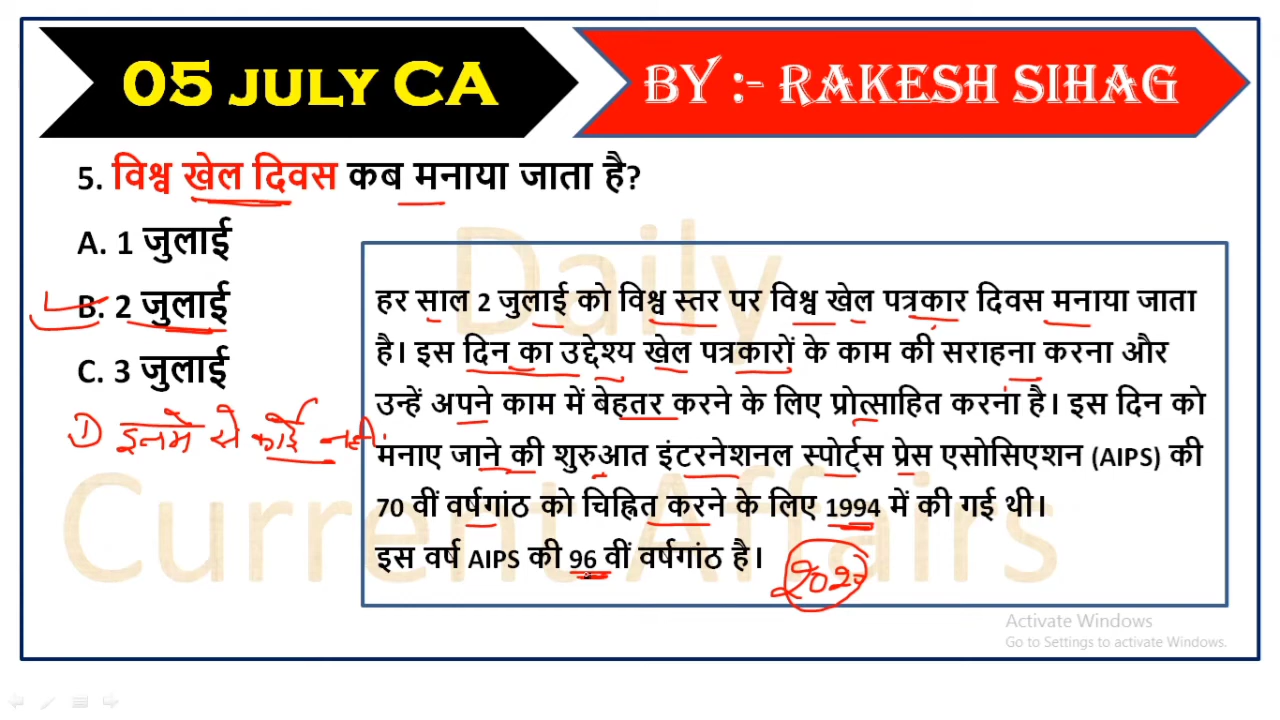 05 JULY CA
BY :- RAKESH SIHAG
5. विश्व खेल दिवस कब मनाया जाता है?
A. 1 जुलाई
B. 2 जुलाई
C. 3 जुलाई
D इनमे से कोई नही.
हर साल 2 जुलाई को विश्व स्तर पर विश्व खेल पत्रकार दिवस मनाया जाता
है। इस दिन का उद्देश्य खेल पत्रकारों के काम की सराहना करना और
उन्हें अपने काम में बेहतर करने के लिए प्रोत्साहित करना है। इस दिन को
मनाए जाने की शुरुआत इंटरनेशनल स्पोर्ट्स प्रेस एसोसिएशन (AIPS) की
70 वीं वर्षगांठ को चिह्नित करने के लिए 1994 में की गई थी।
इस वर्ष AIPS की 96 वीं वर्षगांठ है।
Daily
Current Affairs
Activate Windows
Go to Settings to activate Windows.